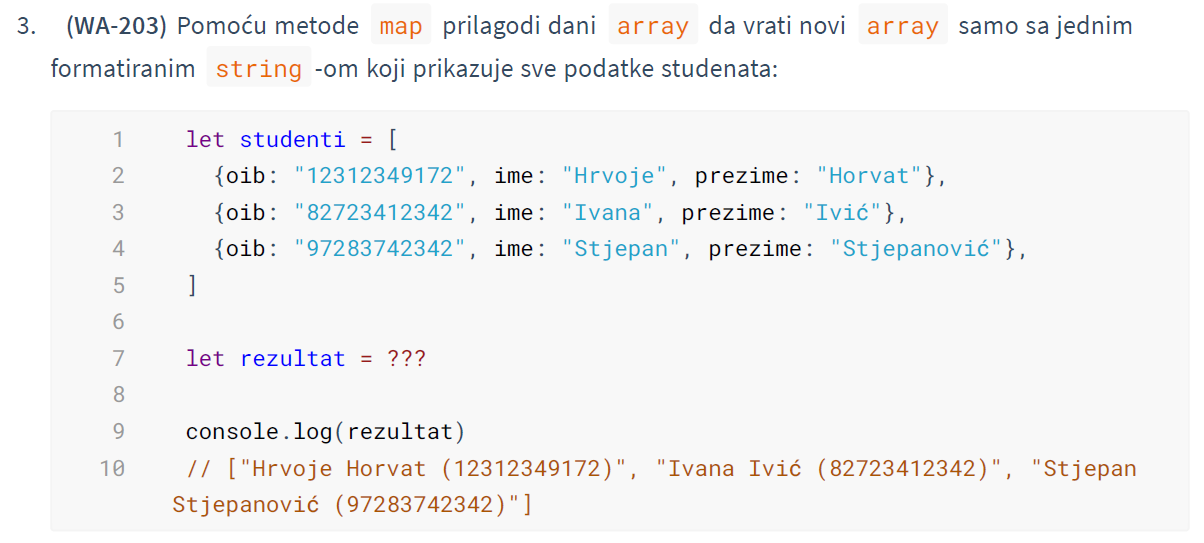 3. (WA-203) Pomoću metode map prilagodi dani array da vrati novi array samo sa jednim
formatiranim string -om koji prikazuje sve podatke studenata:
1 let studenti = [
2 {oib: "12312349172", ime: "Hrvoje", prezime: "Horvat"},
3 {oib: "82723412342", ime: "Ivana", prezime: "Ivić"},
4 {oib: "97283742342", ime: "Stjepan", prezime: "Stjepanović"},
5 ]
6
7 let rezultat = ???
8
9 console.log(rezultat)
10 // ["Hrvoje Horvat (12312349172)", "Ivana Ivić (82723412342)", "Stjepan
Stjepanović (97283742342)"]